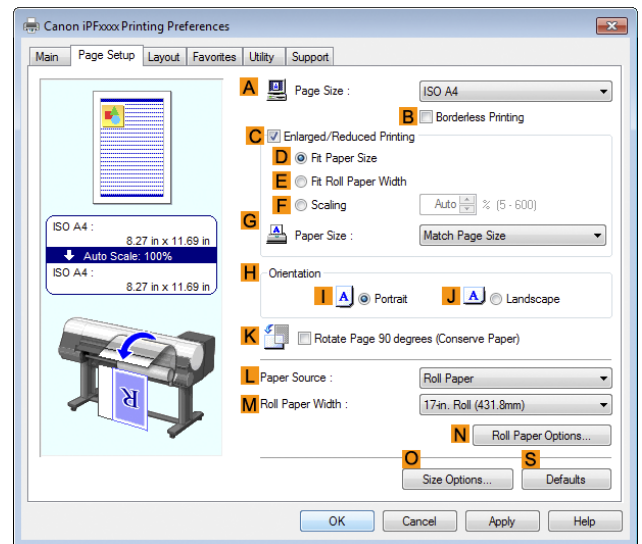 Canon iPFxxxx Printing Preferences
Main Page Setup Layout Favorites Utility Support
A Page Size : ISO A4
B Borderless Printing
C Enlarged/Reduced Printing
D Fit Paper Size
E Fit Roll Paper Width
F Scaling Auto % (5 - 600)
G Paper Size : Match Page Size
ISO A4 :
8.27 in x 11.69 in
Auto Scale: 100%
ISO A4 :
8.27 in x 11.69 in
H Orientation
I A Portrait J A Landscape
K Rotate Page 90 degrees (Conserve Paper)
R
L Paper Source : Roll Paper
M Roll Paper Width : 17-in. Roll (431.8mm)
N Roll Paper Options...
O S
Size Options... Defaults
OK Cancel Apply Help